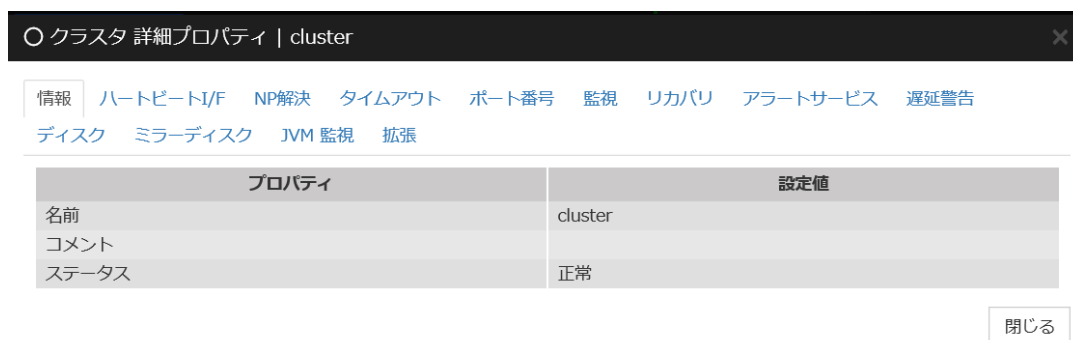 クラスタ 詳細プロパティ | cluster
情報 ハートビートI/F NP解決 タイムアウト ポート番号 監視 リカバリ アラートサービス 遅延警告
ディスク ミラーディスク JVM 監視 拡張
プロパティ 設定値
名前 cluster
コメント
ステータス 正常
閉じる